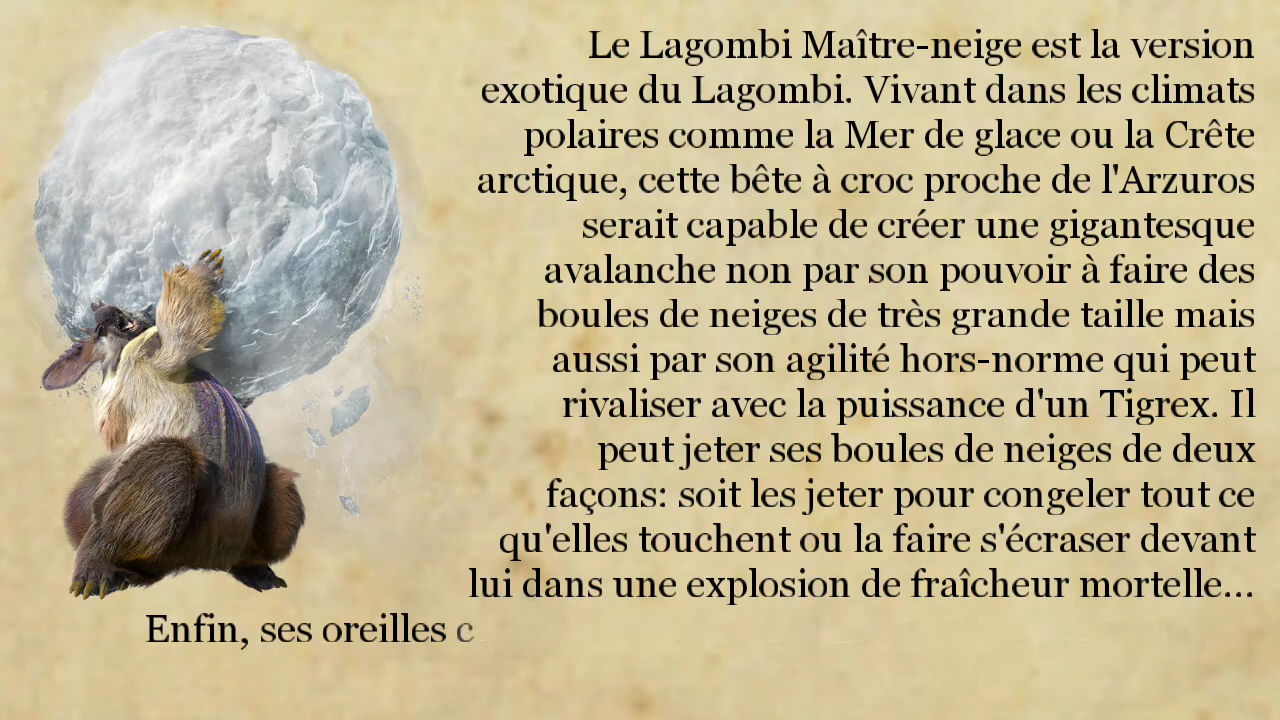 Le Lagombi Maître-neige est la version
exotique du Lagombi. Vivant dans les climats
polaires comme la Mer de glace ou la Crête
arctique, cette bête à croc proche de l'Arzuros
serait capable de créer une gigantesque
avalanche non par son pouvoir à faire des
boules de neiges de très grande taille mais
aussi par son agilité hors-norme qui peut
rivaliser avec la puissance d'un Tigrex. Il
peut jeter ses boules de neiges de deux
façons: soit les jeter pour congeler tout ce
qu'elles touchent ou la faire s'écraser devant
lui dans une explosion de fraîcheur mortelle...
Enfin, ses oreilles c